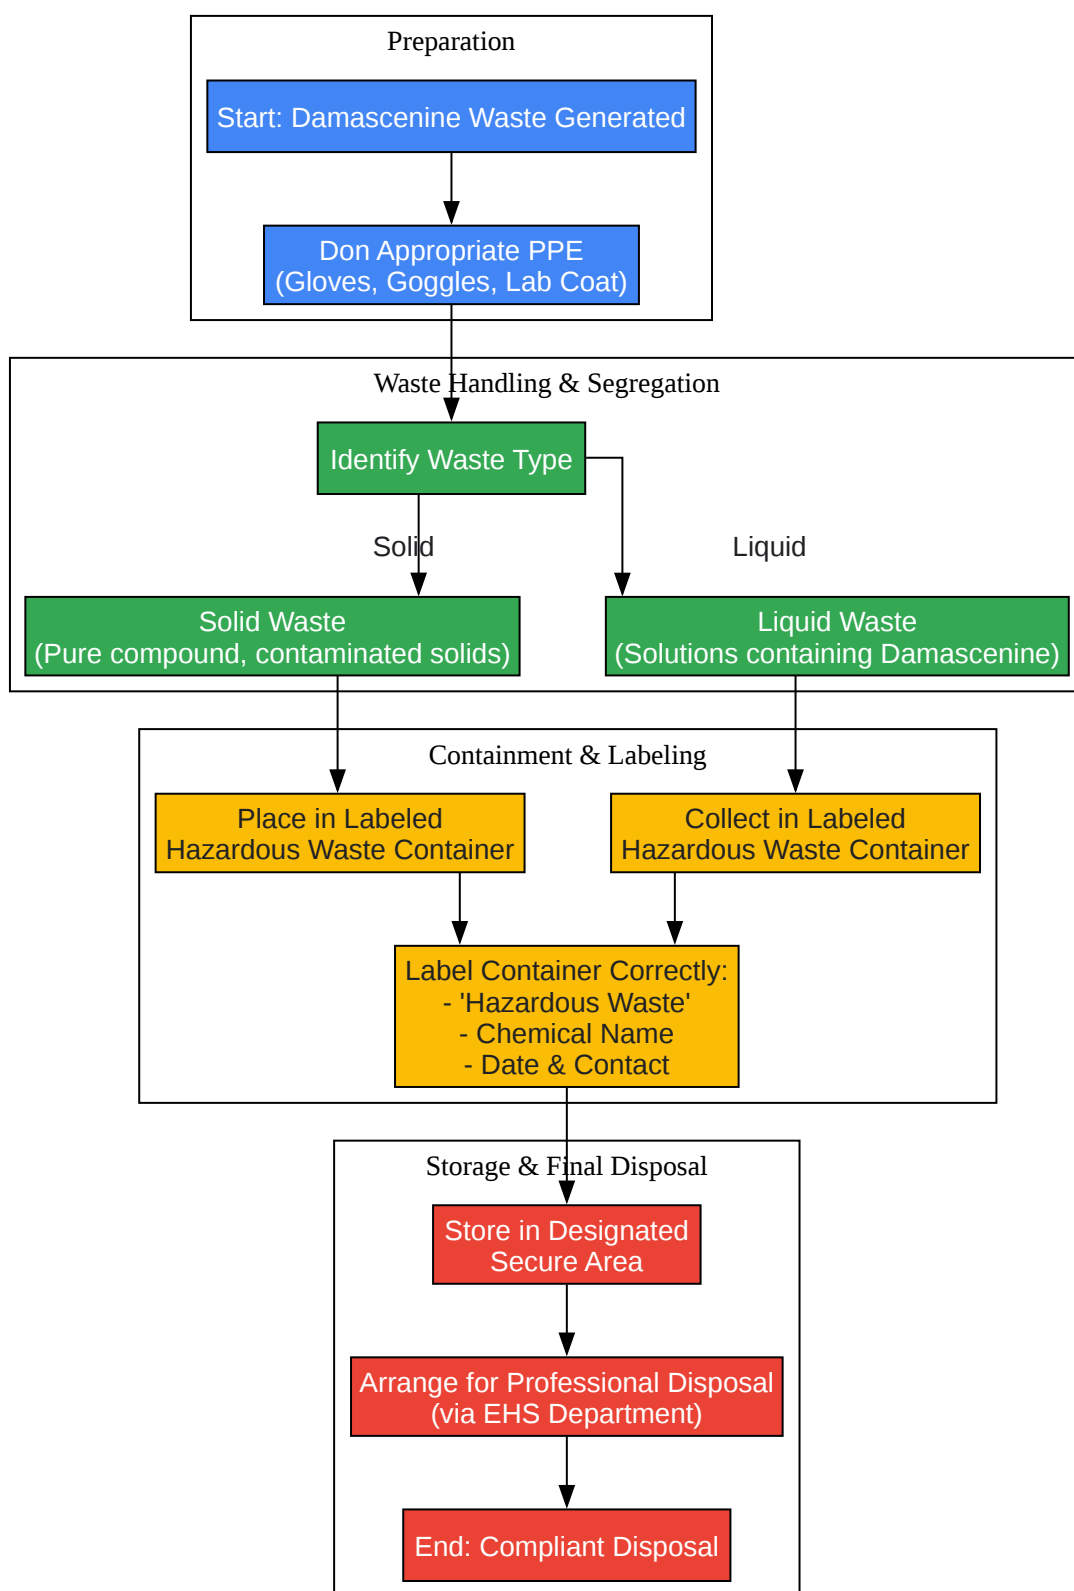 Preparation
Start: Damascenine Waste Generated
Don Appropriate PPE
(Gloves, Goggles, Lab Coat)
Waste Handling & Segregation
Identify Waste Type
Solid
Liquid
Solid Waste
(Pure compound, contaminated solids)
Liquid Waste
(Solutions containing Damascenine)
Containment & Labeling
Place in Labeled
Hazardous Waste Container
Collect in Labeled
Hazardous Waste Container
Label Container Correctly:
- 'Hazardous Waste'
- Chemical Name
- Date & Contact
Storage & Final Disposal
Store in Designated
Secure Area
Arrange for Professional Disposal
(via EHS Department)
End: Compliant Disposal